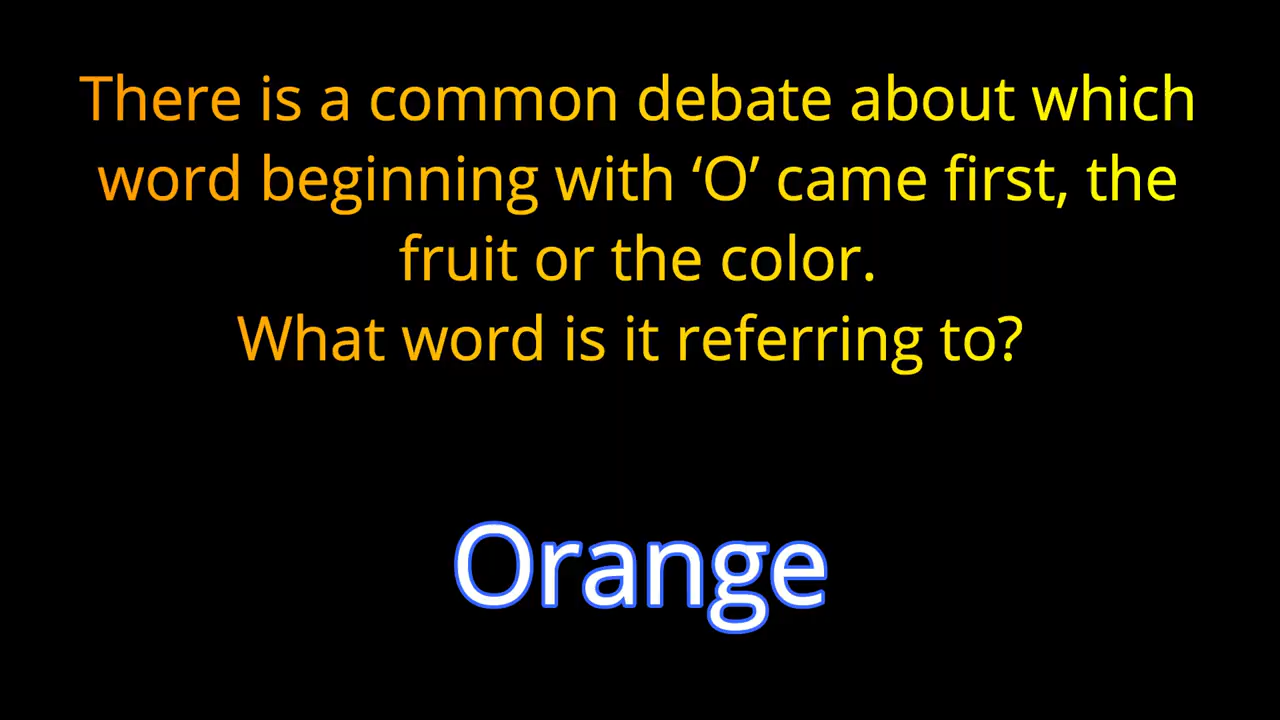 There is a common debate about which
word beginning with ‘O’ came first, the
fruit or the color.
What word is it referring to?
Orange